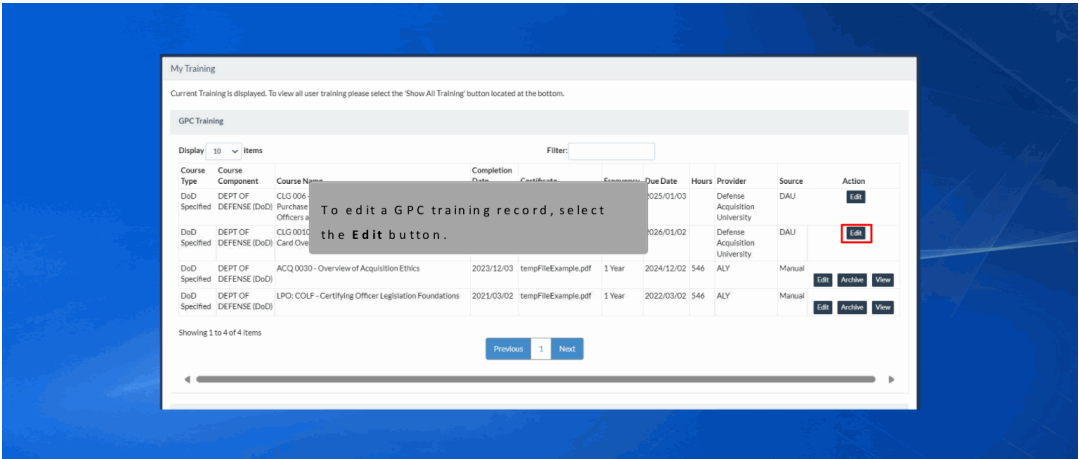 My Training
Current Training is displayed. To view all user training please select the 'Show All Training' button located at the bottom.
GPC Training
Display 10 items Filter:
Course Type Course Component Course Name Completion Date Certificate Frequency Due Date Hours Provider Source Action
DoD Specified DEPT OF DEFENSE (DoD) CLG 006 - Purchase Officers a 2025/01/03 Defense Acquisition University DAU Edit
To edit a GPC training record, select
the Edit button.
DoD Specified DEPT OF DEFENSE (DoD) CLG 0010 Card Ove 2026/01/02 Defense Acquisition University DAU Edit
DoD Specified DEPT OF DEFENSE (DoD) ACQ 0030 - Overview of Acquisition Ethics 2023/12/03 tempFileExample.pdf 1 Year 2024/12/02 546 ALY Manual Edit Archive View
DoD Specified DEPT OF DEFENSE (DoD) LPO: COLF - Certifying Officer Legislation Foundations 2021/03/02 tempFileExample.pdf 1 Year 2022/03/02 546 ALY Manual Edit Archive View
Showing 1 to 4 of 4 items
Previous 1 Next